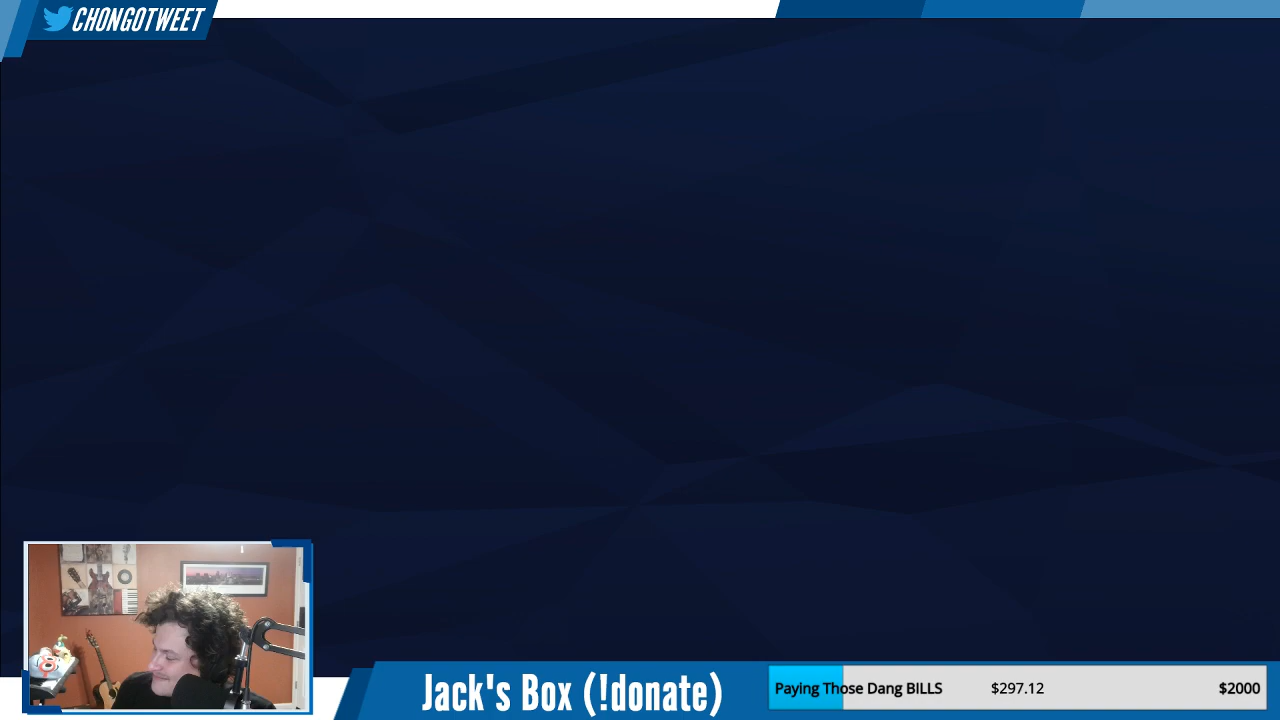 CHONGOTWEET
Jack's Box (!donate)
Paying Those Dang BILLS $297.12 $2000